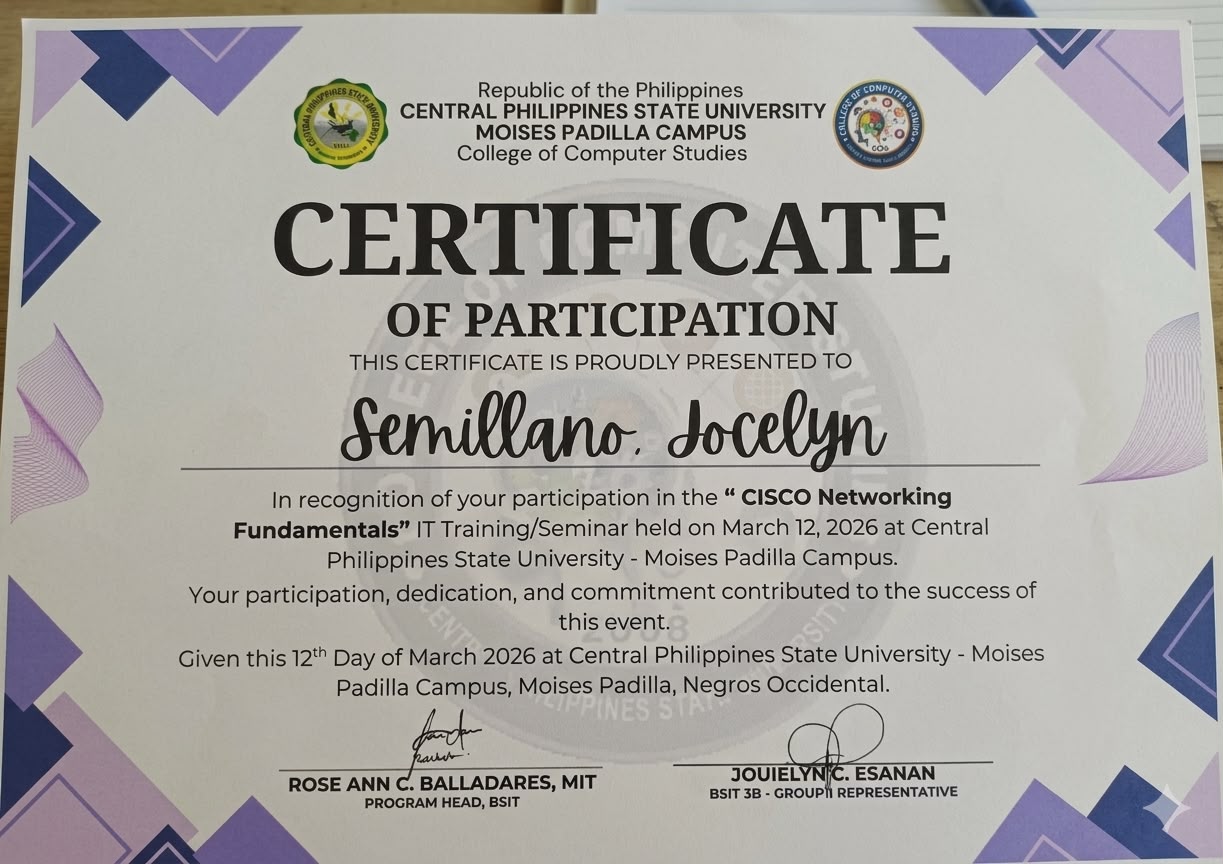 Republic of the Philippines
CENTRAL PHILIPPINES STATE UNIVERSITY
MOISES PADILLA CAMPUS
College of Computer Studies
CERTIFICATE
OF PARTICIPATION
THIS CERTIFICATE IS PROUDLY PRESENTED TO
Semillano, Jocelyn
In recognition of your participation in the “ CISCO Networking
Fundamentals” IT Training/Seminar held on March 12, 2026 at Central
Philippines State University - Moises Padilla Campus.
Your participation, dedication, and commitment contributed to the success of
this event.
2008
Given this 12th Day of March 2026 at Central Philippines State University - Moises
Padilla Campus, Moises Padilla, Negros Occidental.
ROSE ANN C. BALLADARES, MIT
PROGRAM HEAD, BSIT
JOUIELYN C. ESANAN
BSIT 3B - GROUP 1 REPRESENTATIVE